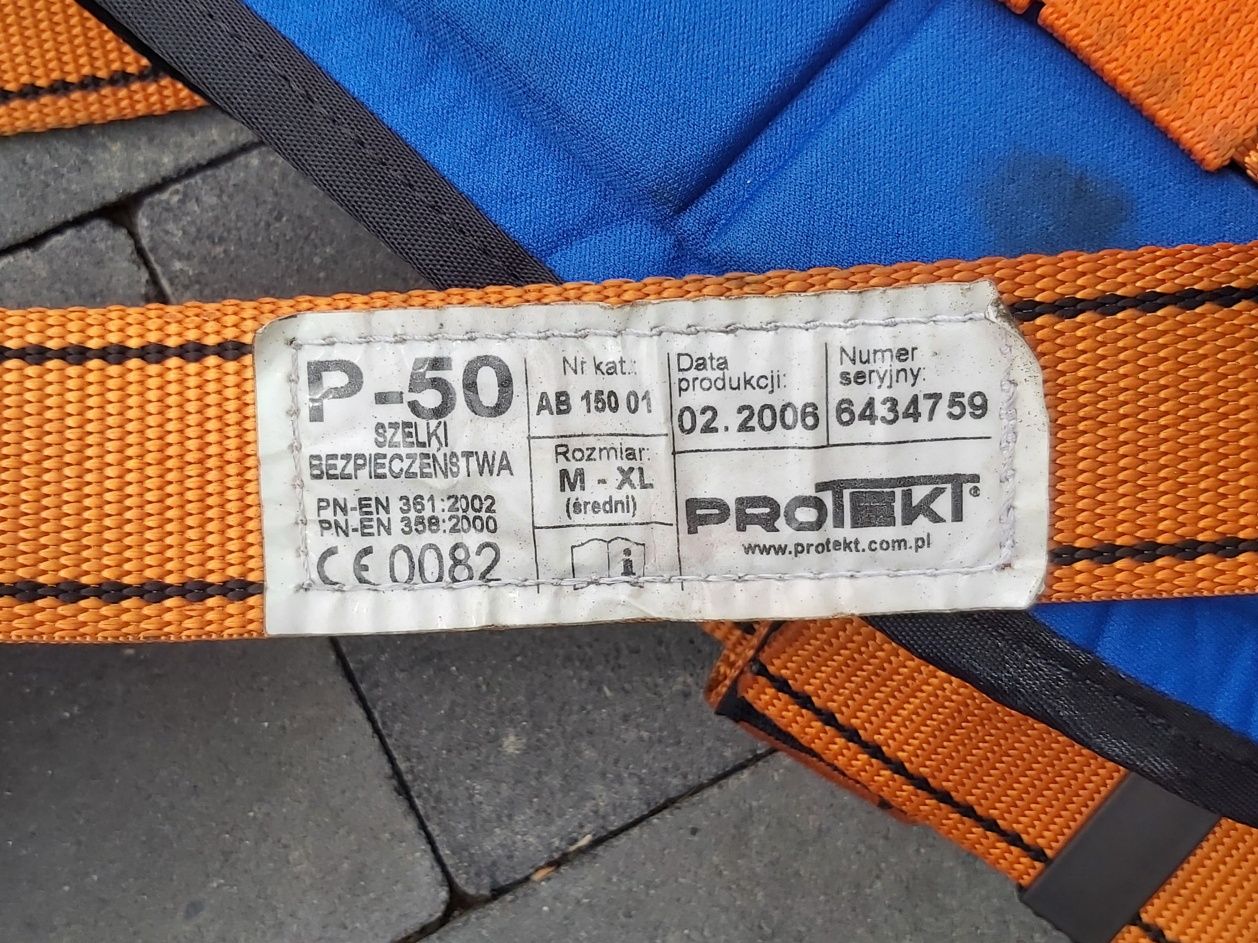 P-50
SZELKI
BEZPIECZEŃSTWA
PN-EN 361:2002
PN-EN 358:2000
CE 0082
Nr kat.:
AB 150 01
Rozmiar:
M - XL
(średni)
i
Data
produkcji:
02.2006
Numer
seryjny:
6434759
PROTEKT®
www.protekt.com.pl